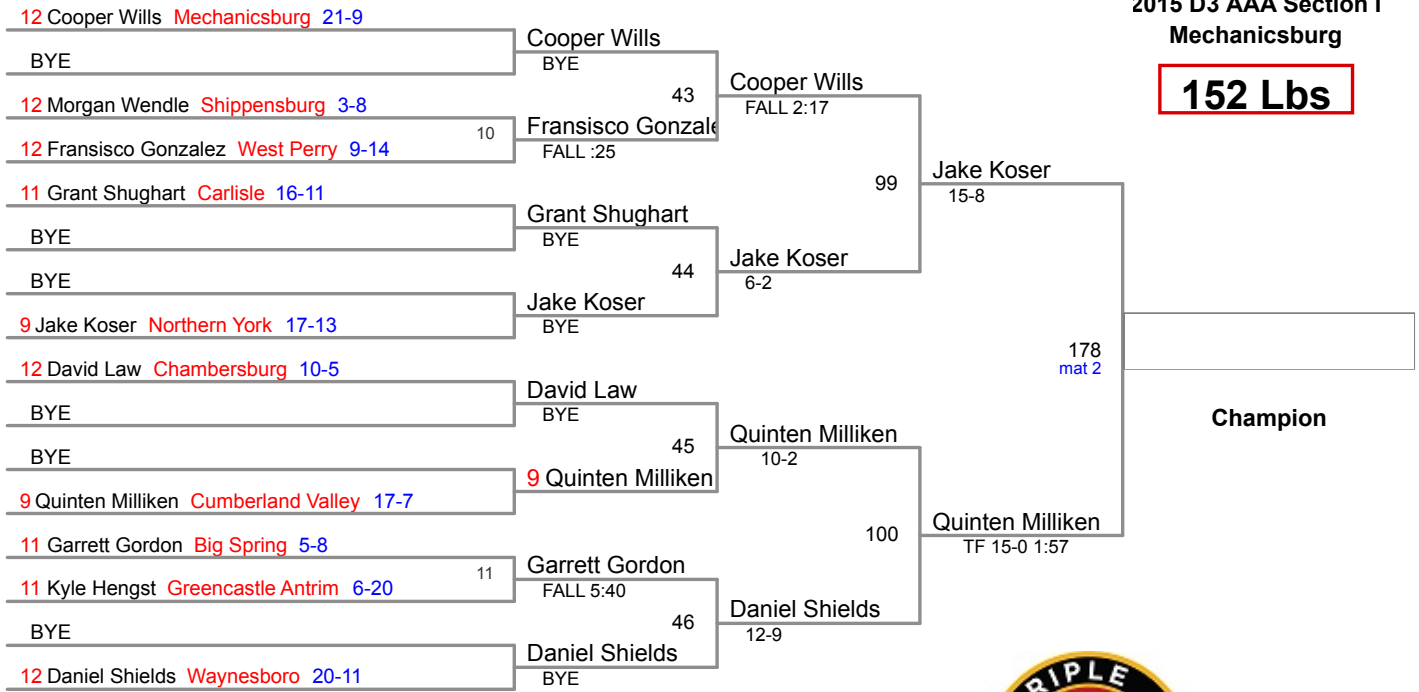 2015 D3 AAA Section I
Mechanicsburg
152 Lbs
12 Cooper Wills Mechanicsburg 21-9
BYE
12 Morgan Wendle Shippensburg 3-8
12 Fransisco Gonzalez West Perry 9-14
11 Grant Shughart Carlisle 16-11
BYE
BYE
9 Jake Koser Northern York 17-13
12 David Law Chambersburg 10-5
BYE
BYE
9 Quinten Milliken Cumberland Valley 17-7
11 Garrett Gordon Big Spring 5-8
11 Kyle Hengst Greencastle Antrim 6-20
BYE
12 Daniel Shields Waynesboro 20-11
10
11
Cooper Wills
BYE
Fransisco Gonzale
FALL :25
Grant Shughart
BYE
Jake Koser
BYE
David Law
BYE
9 Quinten Milliken
Garrett Gordon
FALL 5:40
Daniel Shields
BYE
43
44
45
46
Cooper Wills
FALL 2:17
Jake Koser
6-2
Quinten Milliken
10-2
Daniel Shields
12-9
99
100
Jake Koser
15-8
Quinten Milliken
TF 15-0 1:57
178
mat 2
Champion
RIPLE